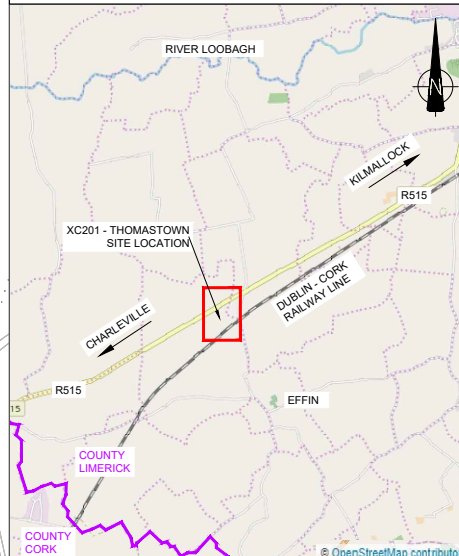 RIVER LOOBAGH
N
KILMALLOCK
R515
XC201 - THOMASTOWN
SITE LOCATION
DUBLIN - CORK
RAILWAY LINE
CHARLEVILLE
R515
15
EFFIN
COUNTY
LIMERICK
COUNTY
CORK
© OpenStreetMap contributo